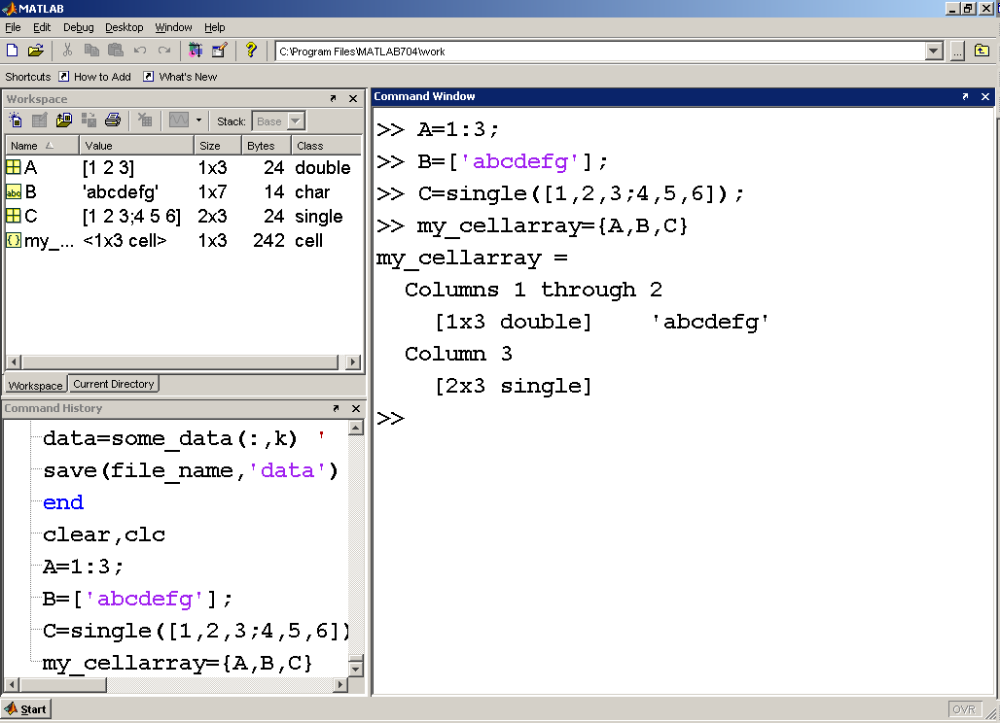 MATLAB
File Edit Debug Desktop Window Help
C:\Program Files\MATLAB704\work ...
Shortcuts How to Add What's New
Workspace
Stack: Base
Name Value Size Bytes Class
A [1 2 3] 1x3 24 double
abc B 'abcdefg' 1x7 14 char
C [1 2 3;4 5 6] 2x3 24 single
{} my_... <1x3 cell> 1x3 242 cell
Workspace Current Directory
Command History
data=some_data(:,k) '
save(file_name,'data')
end
clear,clc
A=1:3;
B=['abcdefg'];
C=single([1,2,3;4,5,6])
my_cellarray={A,B,C}
Command Window
>> A=1:3;
>> B=['abcdefg'];
>> C=single([1,2,3;4,5,6]);
>> my_cellarray={A,B,C}
my_cellarray =
Columns 1 through 2
[1x3 double] 'abcdefg'
Column 3
[2x3 single]
>>
Start
OVR